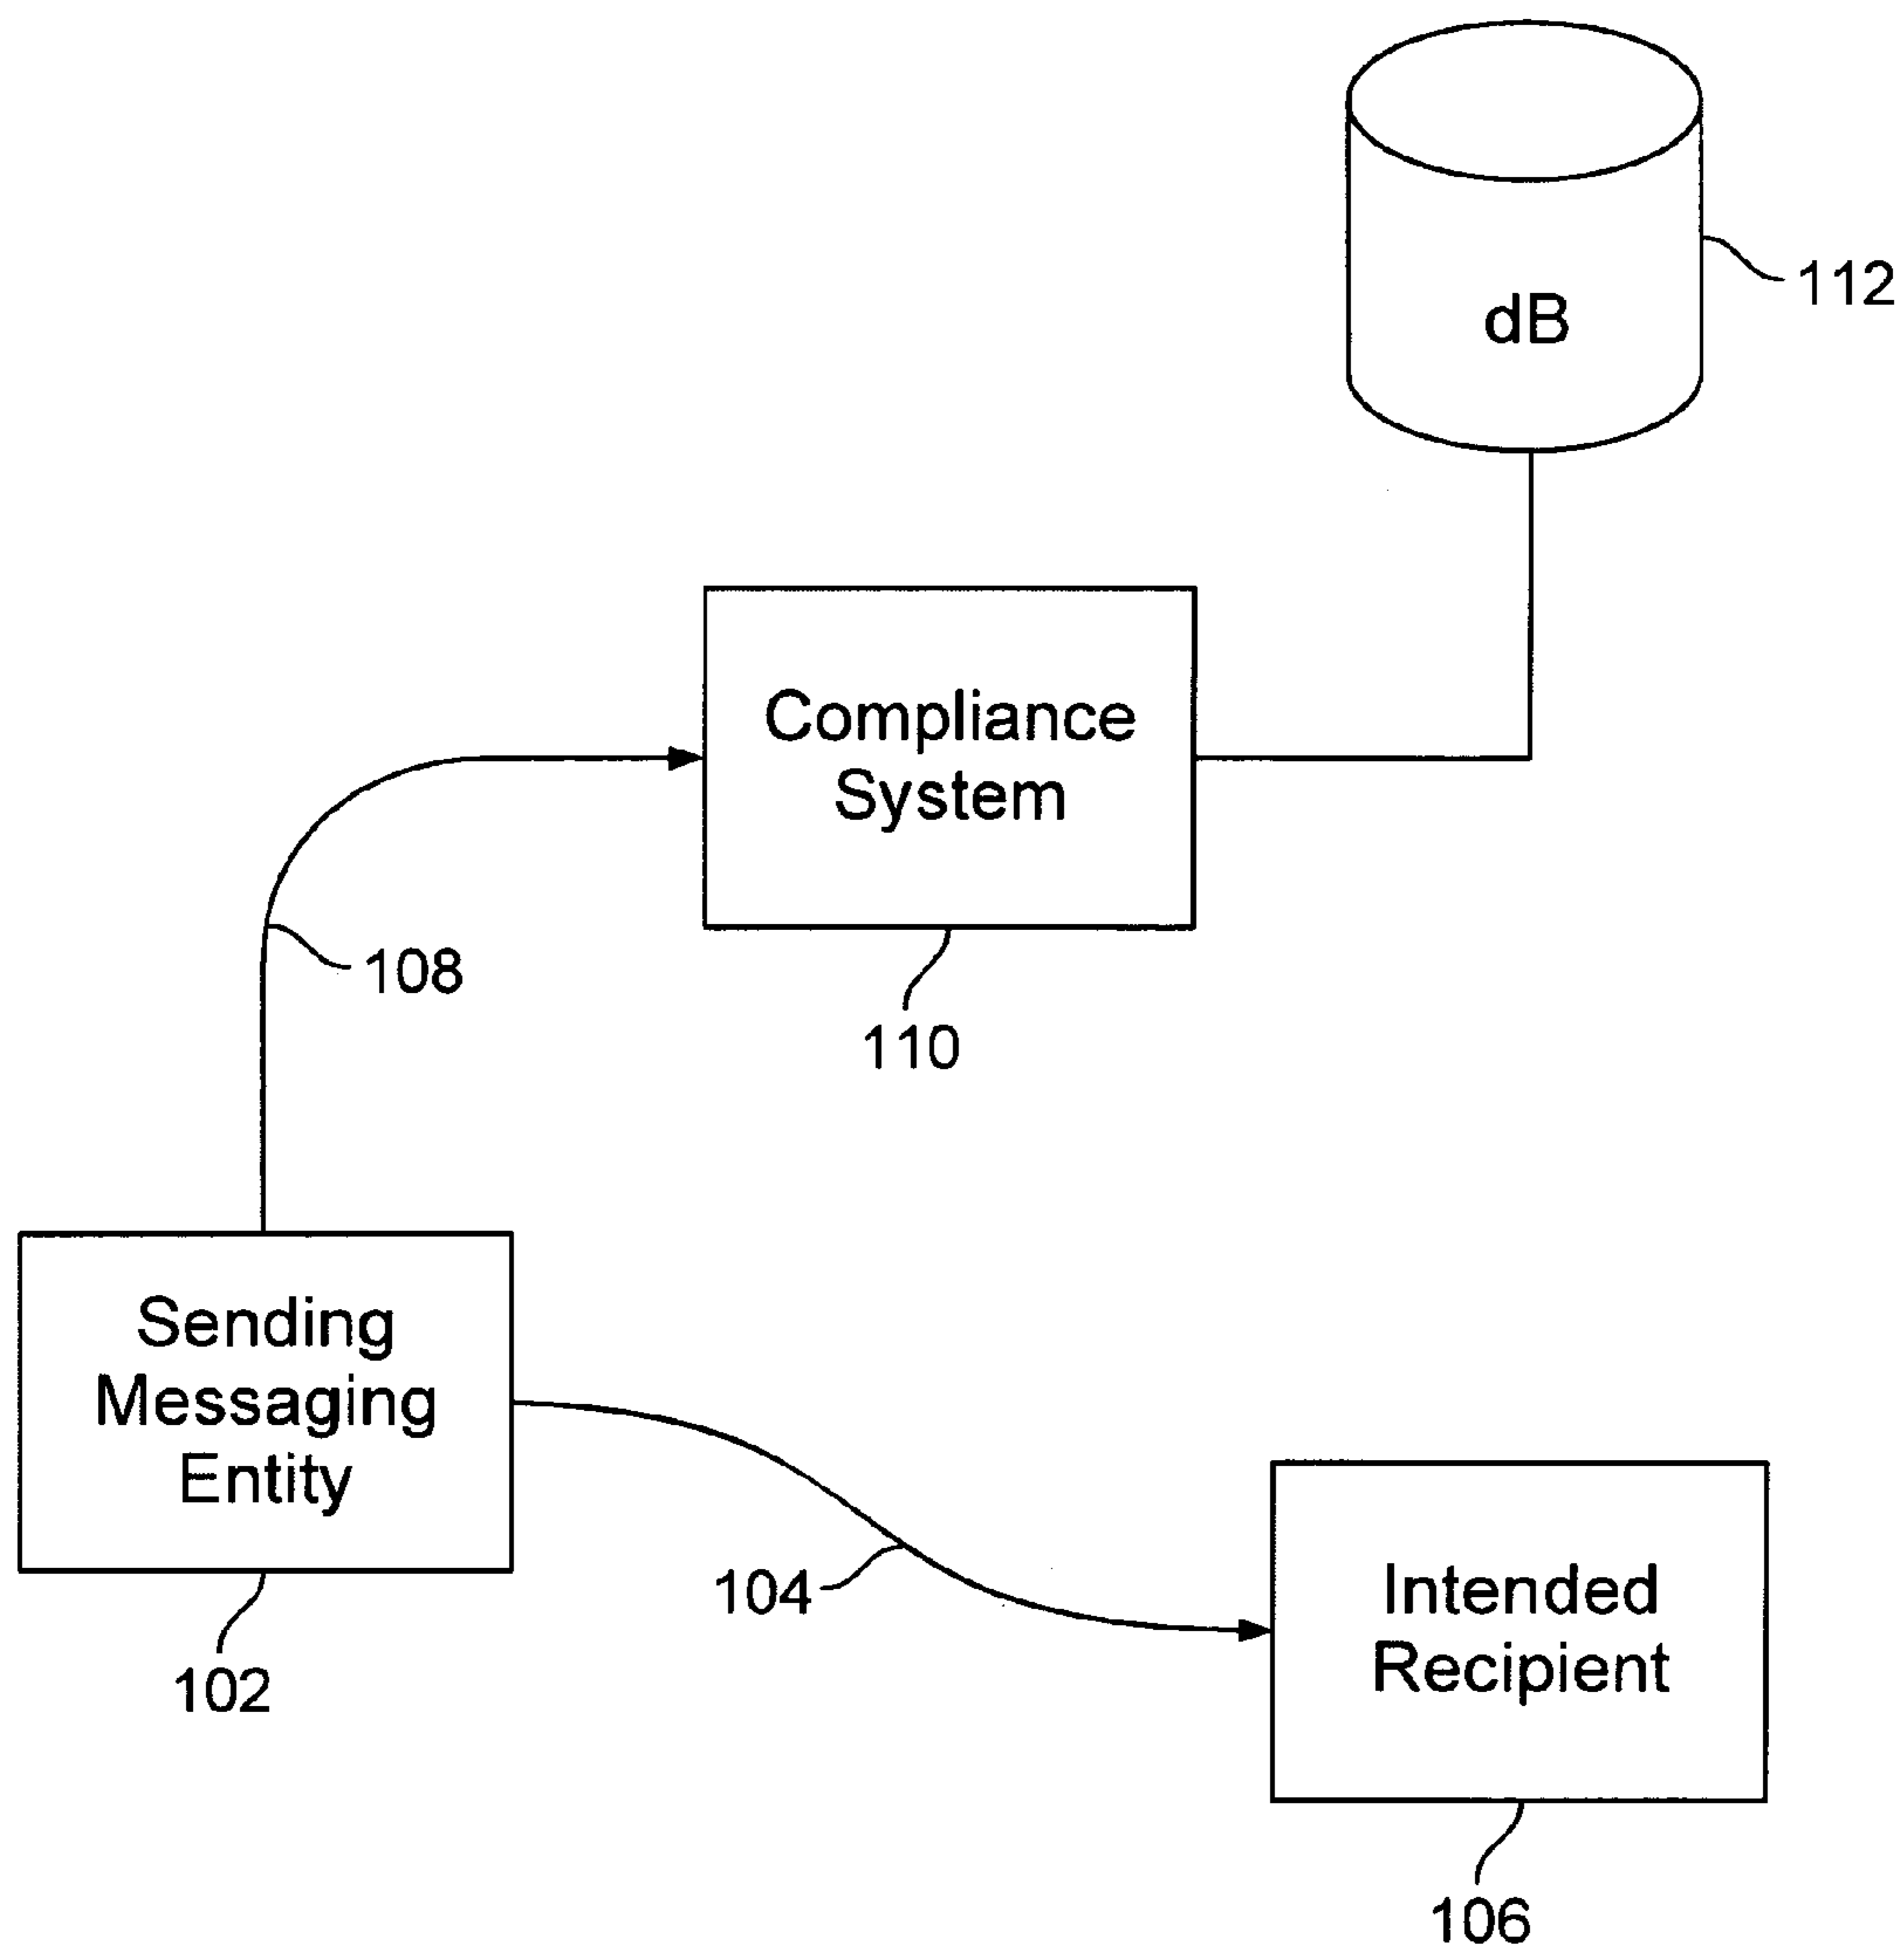 dB
112
Compliance
System
108
110
Sending
Messaging
Entity
104
Intended
Recipient
102
106